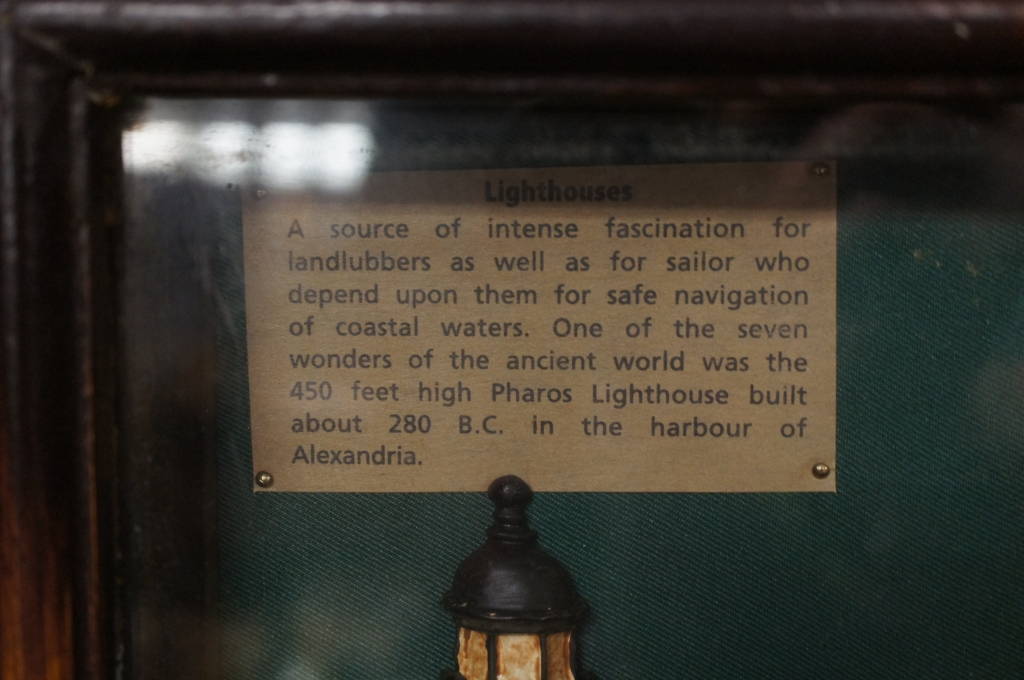 Lighthouses
A source of intense fascination for
landlubbers as well as for sailor who
depend upon them for safe navigation
of coastal waters. One of the seven
wonders of the ancient world was the
450 feet high Pharos Lighthouse built
about 280 B.C. in the harbour of
Alexandria.